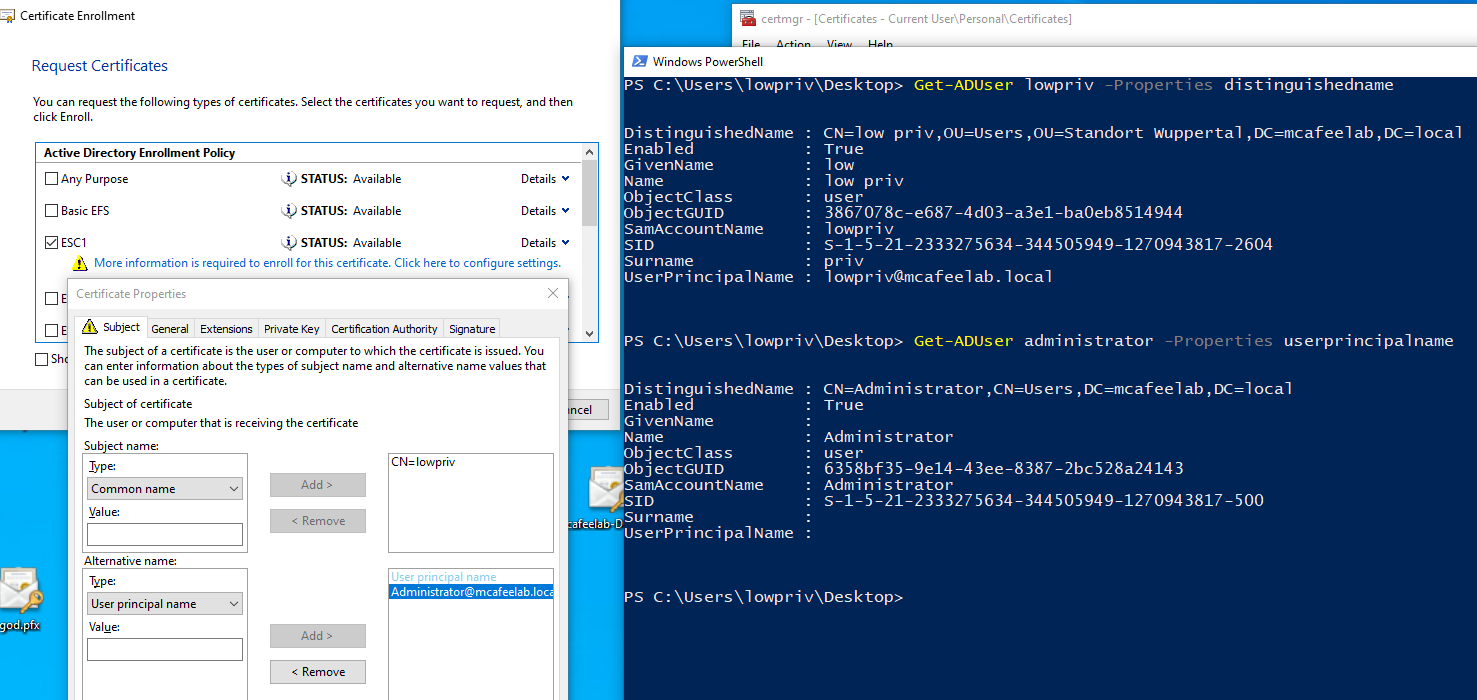 Certificate Enrollment
Request Certificates
You can request the following types of certificates. Select the certificates you want to request, and then
click Enroll.
Active Directory Enrollment Policy
Any Purpose STATUS: Available Details
Basic EFS STATUS: Available Details
ESC1 STATUS: Available Details
More information is required to enroll for this certificate. Click here to configure settings.
E
E
Sho
ncel
Certificate Properties
Subject General Extensions Private Key Certification Authority Signature
The subject of a certificate is the user or computer to which the certificate is issued. You
can enter information about the types of subject name and alternative name values that
can be used in a certificate.
Subject of certificate
The user or computer that is receiving the certificate
Subject name:
Type:
Common name
Value:
Add >
< Remove
CN=lowpriv
Alternative name:
Type:
User principal name
Value:
Add >
< Remove
User principal name
Administrator@mcafeelab.loca
god.pfx
cafeelab-D
certmgr - [Certificates - Current User\Personal\Certificates]
File Action View Help
Windows PowerShell
PS C:\Users\lowpriv\Desktop> Get-ADUser lowpriv -Properties distinguishedname
DistinguishedName : CN=low priv,OU=Users,OU=Standort Wuppertal,DC=mcafeelab,DC=local
Enabled : True
GivenName : low
Name : low priv
ObjectClass : user
ObjectGUID : 3867078c-e687-4d03-a3e1-ba0eb8514944
SamAccountName : lowpriv
SID : S-1-5-21-2333275634-344505949-1270943817-2604
Surname : priv
UserPrincipalName : lowpriv@mcafeelab.local
PS C:\Users\lowpriv\Desktop> Get-ADUser administrator -Properties userprincipalname
DistinguishedName : CN=Administrator,CN=Users,DC=mcafeelab,DC=local
Enabled : True
GivenName :
Name : Administrator
ObjectClass : user
ObjectGUID : 6358bf35-9e14-43ee-8387-2bc528a24143
SamAccountName : Administrator
SID : S-1-5-21-2333275634-344505949-1270943817-500
Surname :
UserPrincipalName :
PS C:\Users\lowpriv\Desktop>